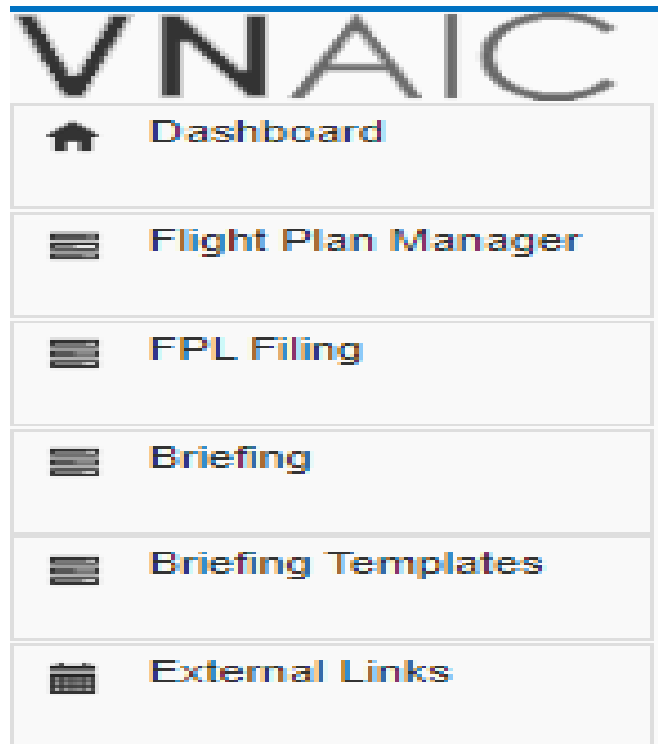 VNAIC
Dashboard
Flight Plan Manager
FPL Filing
Briefing
Briefing Templates
External Links